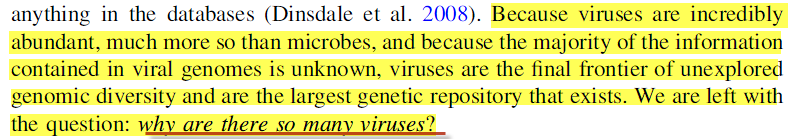 anything in the databases (Dinsdale et al. 2008). Because viruses are incredibly
abundant, much more so than microbes, and because the majority of the information
contained in viral genomes is unknown, viruses are the final frontier of unexplored
genomic diversity and are the largest genetic repository that exists. We are left with
the question: why are there so many viruses?